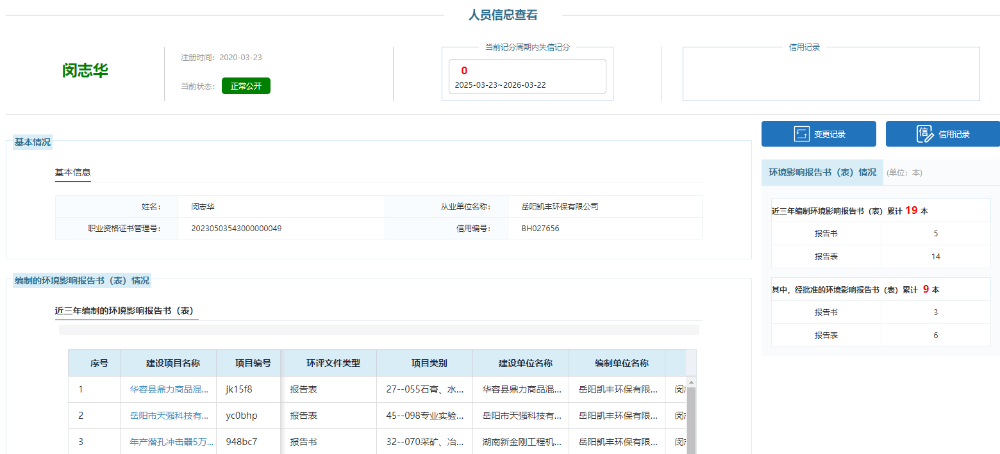 人员信息查看
闵志华
注册时间： 2020-03-23
当前状态： 正常公开
当前记分周期内失信记分
0
2025-03-23~2026-03-22
信用记录
变更记录
信用记录
基本情况
基本信息
姓名： 闵志华 从业单位名称： 岳阳凯丰环保有限公司
职业资格证书管理号： 20230503543000000049 信用编号： BH027656
环境影响报告书（表）情况 (单位：本)
近三年编制环境影响报告书（表）累计 19 本
报告书 5
报告表 14
其中，经批准的环境影响报告书（表）累计 9 本
报告书 3
报告表 6
编制的环境影响报告书（表）情况
近三年编制的环境影响报告书（表）
序号 建设项目名称 项目编号 环评文件类型 项目类别 建设单位名称 编制单位名称
1 华容县鼎力商品混... jk15f8 报告表 27--055石膏、水... 华容县鼎力商品混... 岳阳凯丰环保有限... 闵
2 岳阳市天强科技有... yc0bhp 报告表 45--098专业实验... 岳阳市天强科技有... 岳阳凯丰环保有限... 闵
3 年产潜孔冲击器5万... 948bc7 报告书 32--070采矿、冶... 湖南新金刚工程机... 岳阳凯丰环保有限... 闵